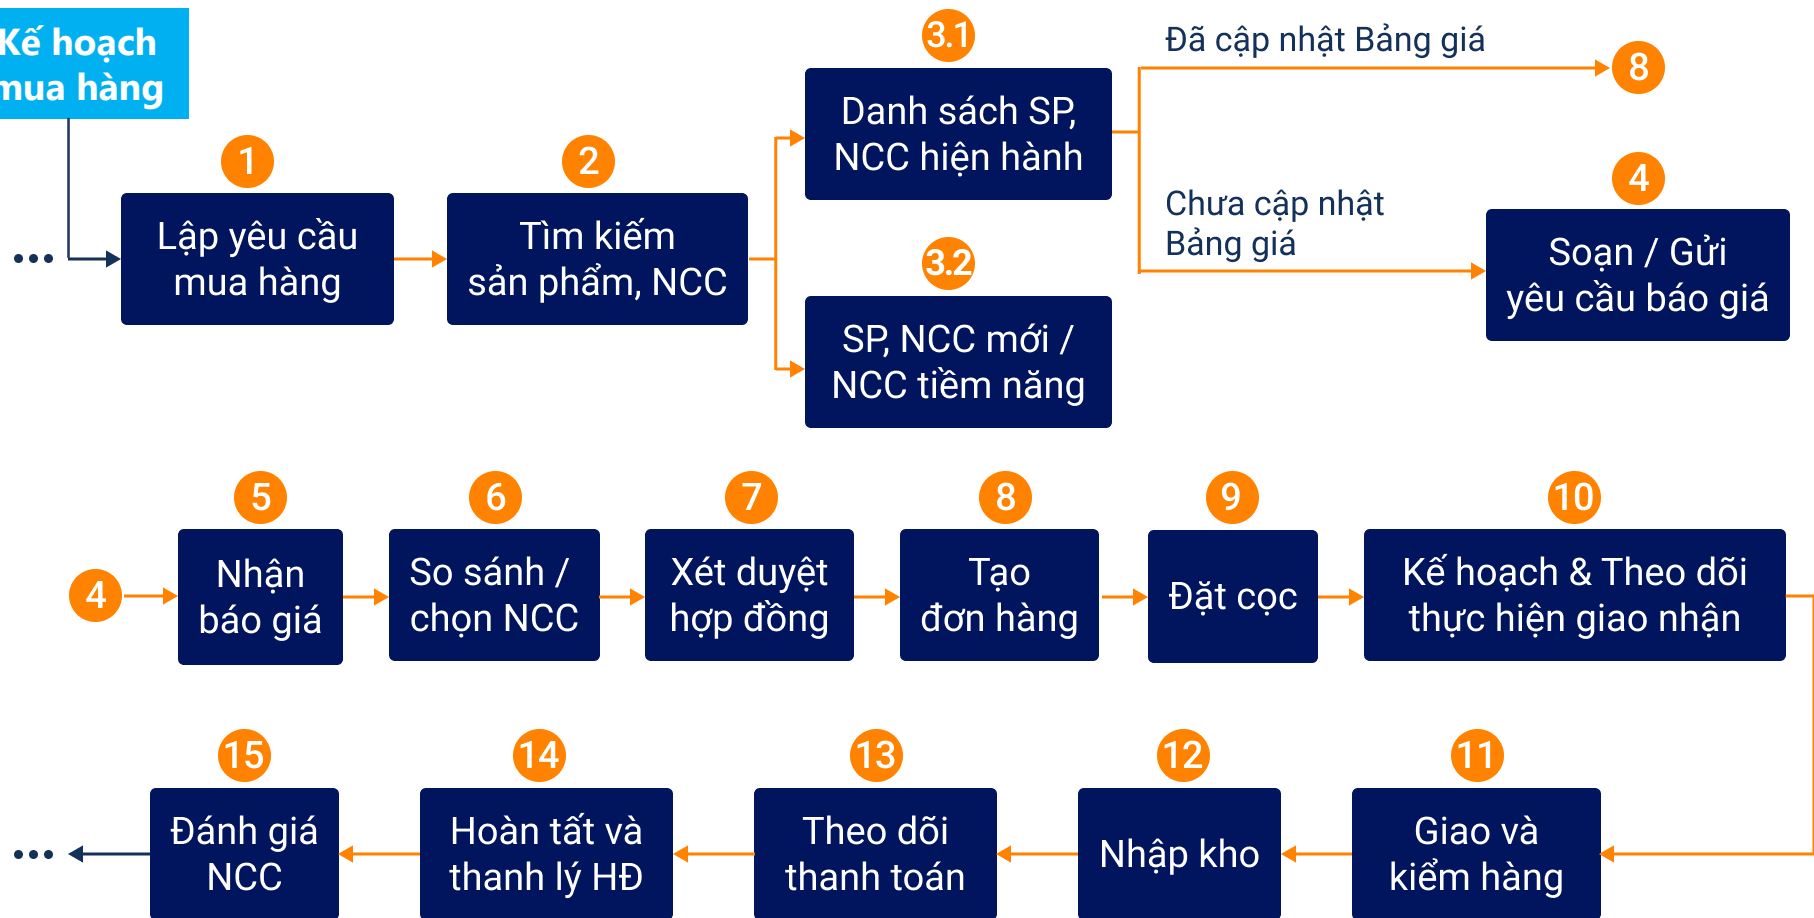 Kế hoạch
mua hàng
1
Lập yêu cầu
mua hàng
2
Tìm kiếm
sản phẩm, NCC
3.1
Danh sách SP,
NCC hiện hành
3.2
SP, NCC mới /
NCC tiềm năng
Đã cập nhật Bảng giá
8
Chưa cập nhật
Bảng giá
4
Soạn / Gửi
yêu cầu báo giá
4
5
Nhận
báo giá
6
So sánh /
chọn NCC
7
Xét duyệt
hợp đồng
8
Tạo
đơn hàng
9
Đặt cọc
10
Kế hoạch & Theo dõi
thực hiện giao nhận
15
Đánh giá
NCC
14
Hoàn tất và
thanh lý HĐ
13
Theo dõi
thanh toán
12
Nhập kho
11
Giao và
kiểm hàng